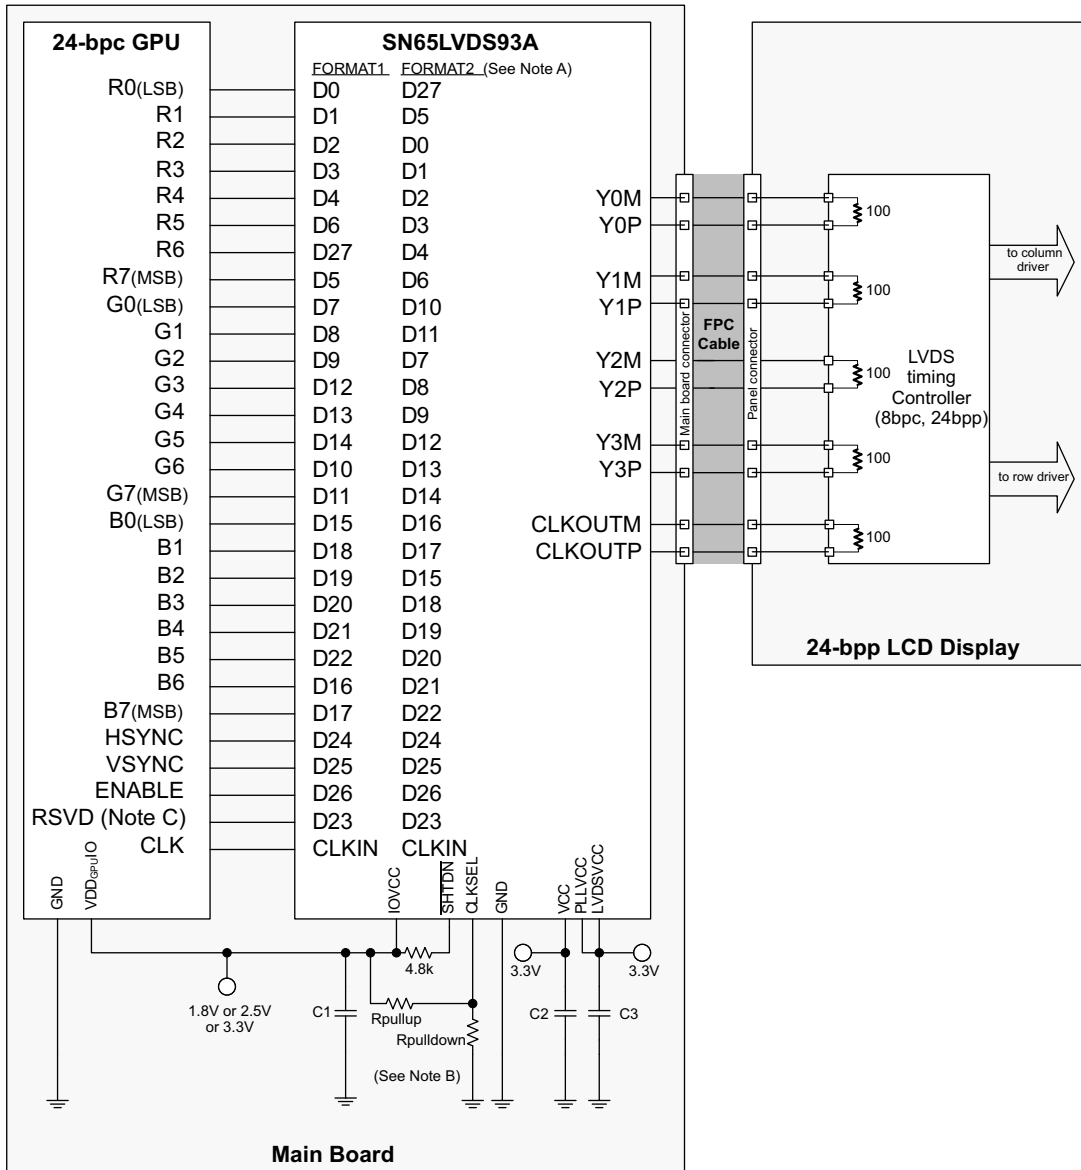 24-bpc GPU
SN65LVDS93A
FORMAT1 FORMAT2 (See Note A)
R0(LSB) D0 D27
R1 D1 D5
R2 D2 D0
R3 D3 D1
R4 D4 D2
R5 D6 D3
R6 D27 D4
R7(MSB) D5 D6
G0(LSB) D7 D10
G1 D8 D11
G2 D9 D7
G3 D12 D8
G4 D13 D9
G5 D14 D12
G6 D10 D13
G7(MSB) D11 D14
B0(LSB) D15 D16
B1 D18 D17
B2 D19 D15
B3 D20 D18
B4 D21 D19
B5 D22 D20
B6 D16 D21
B7(MSB) D17 D22
HSYNC D24 D24
VSYNC D25 D25
ENABLE D26 D26
RSVD (Note C) D23 D23
CLK CLKIN CLKIN
Y0M
Y0P
Y1M
Y1P
Y2M
Y2P
Y3M
Y3P
CLKOUTM
CLKOUTP
Main board connector
FPC
Cable
Panel connector
100
100
100
100
100
LVDS
timing
Controller
(8bpc, 24bpp)
to column
driver
to row driver
24-bpp LCD Display
GND
VDDGPUIO
IOVCC
SHTDN
CLKSEL
GND
VCC
PLLVCC
LVDSVCC
4.8k
3.3V
3.3V
1.8V or 2.5V
or 3.3V
C1
Rpullup
Rpulldown
C2
C3
(See Note B)
Main Board